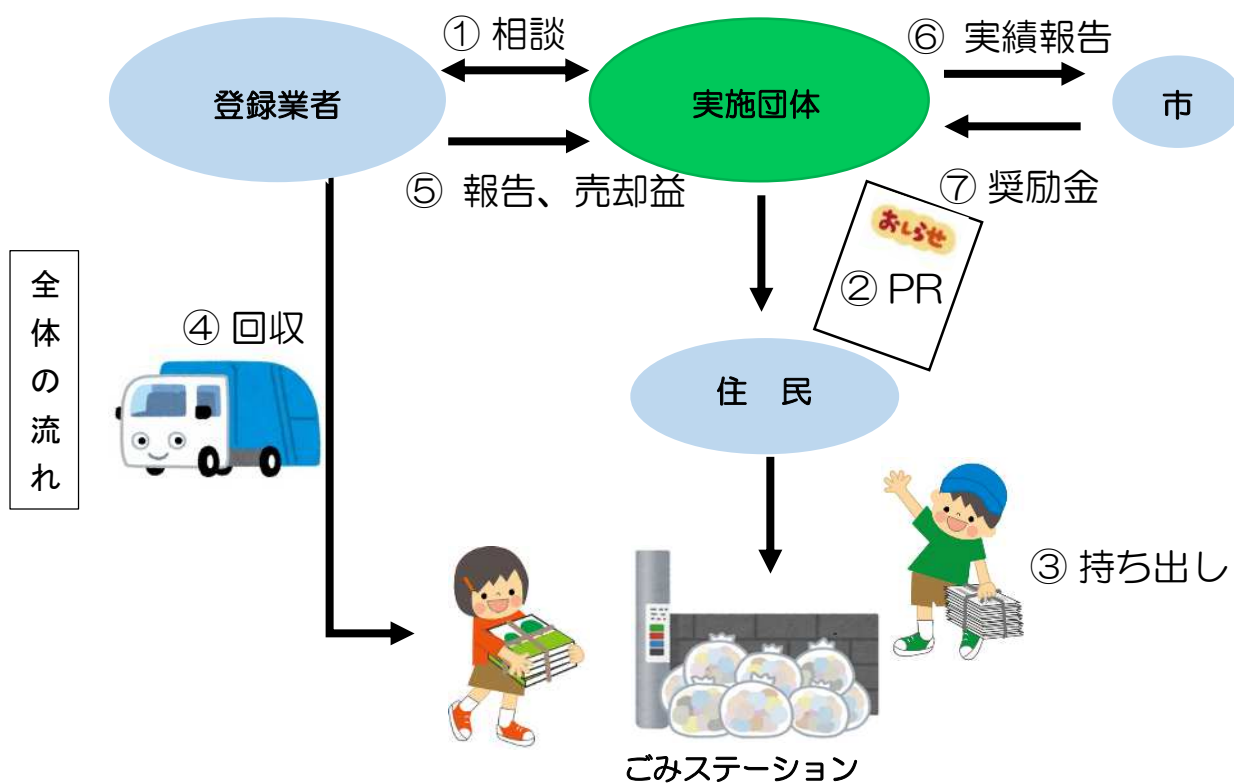 ① 相談
⑥ 実績報告
登録業者
実施団体
市
⑤ 報告、売却益
⑦ 奨励金
おしらせ
② PR
全体の流れ
④ 回収
住 民
③ 持ち出し
ごみステーション